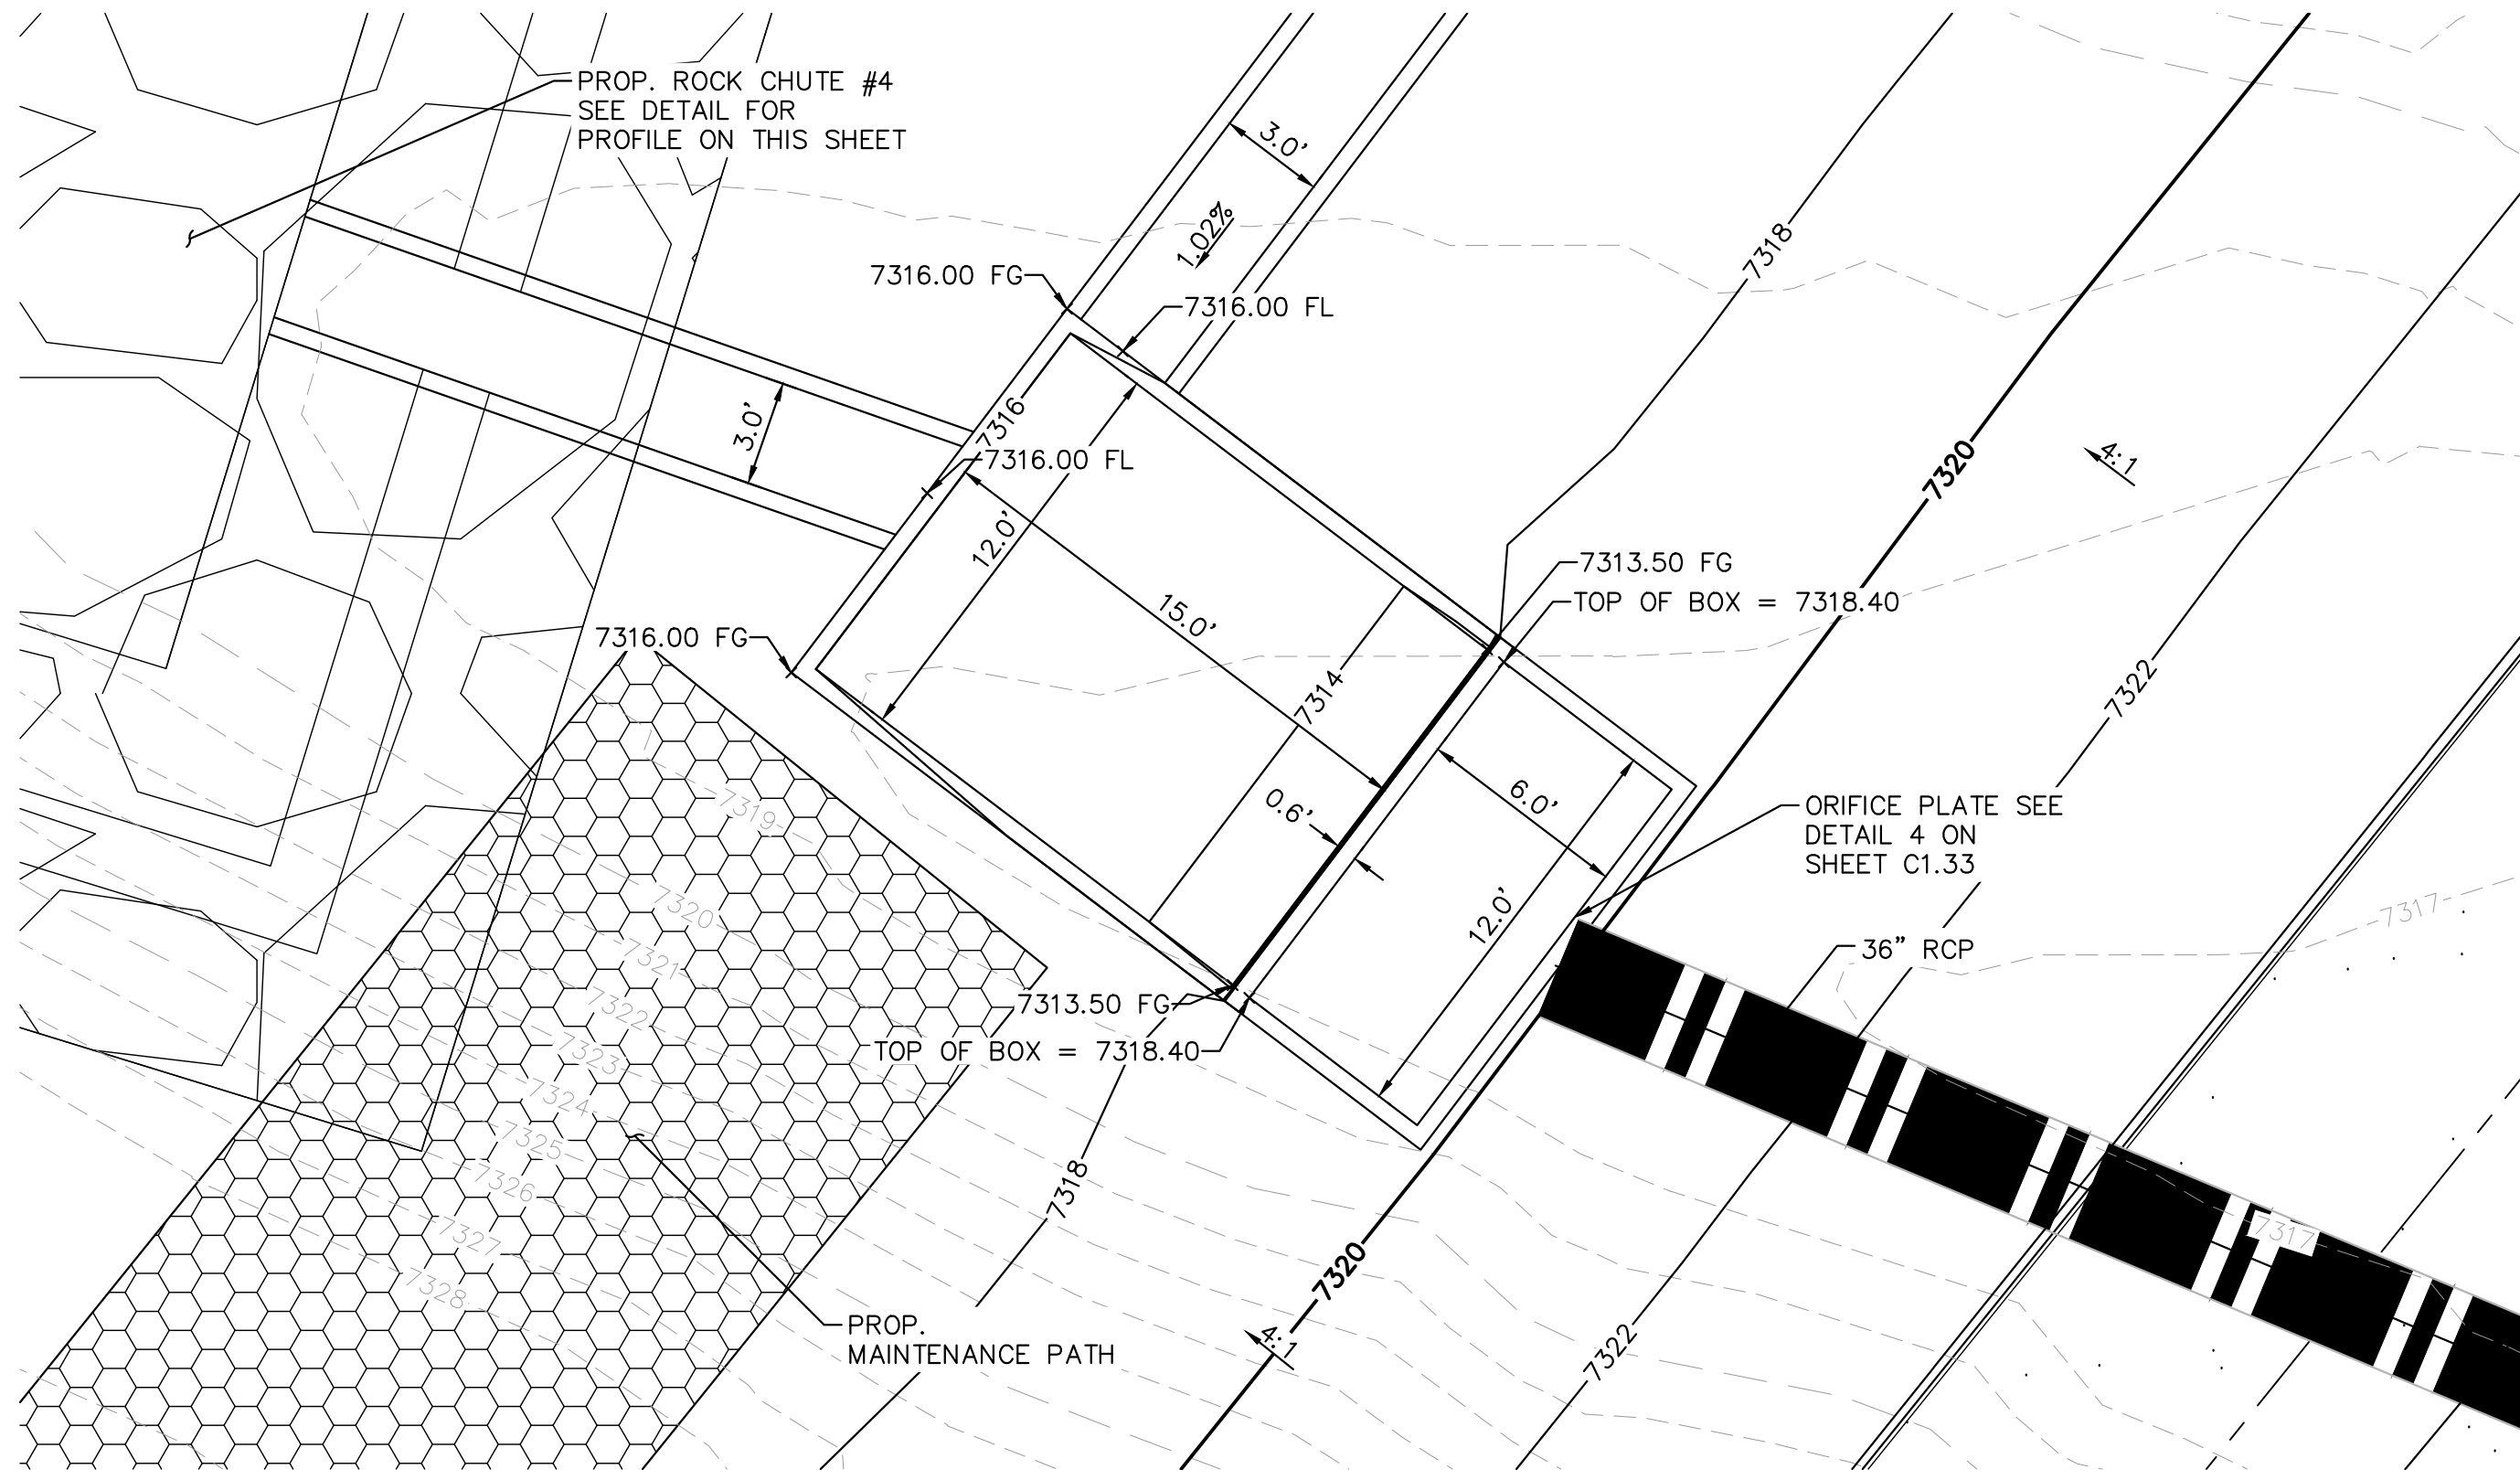 PROP. ROCK CHUTE #4
SEE DETAIL FOR
PROFILE ON THIS SHEET
3.0'
1.02%
7318
7316.00 FG
7316.00 FL
7316
3.0'
7316.00 FL
7320
4:1
12.0'
7313.50 FG
TOP OF BOX = 7318.40
15.0'
7316.00 FG
7314
7322
7319
0.6'
6.0'
ORIFICE PLATE SEE
DETAIL 4 ON
SHEET C1.33
7320
12.0'
7317
7321
36" RCP
7313.50 FG
7322
TOP OF BOX = 7318.40
7323
7324
7325
7326
7318
7327
7317
7328
7320
PROP.
MAINTENANCE PATH
4:1
7322